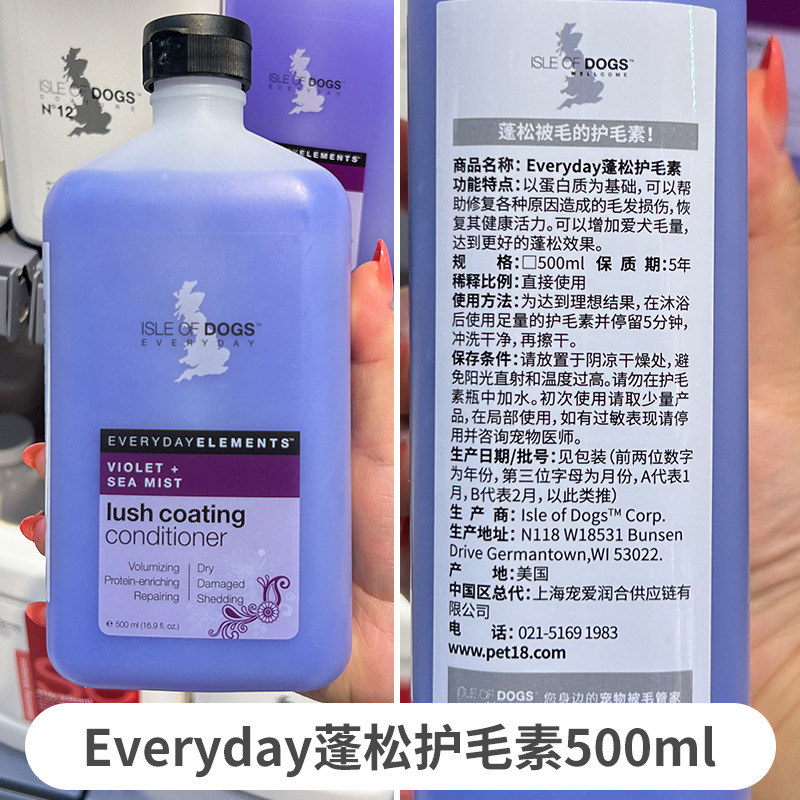 ISLE OF DOGS™
COUTURE
Nº12
ISLE OF DOGS™
EVERYDAY
EVERYDAYELEMENTS™
ISLE OF DOGS™
EVERYDAY
EVERYDAYELEMENTS™
VIOLET +
SEA MIST
lush coating
conditioner
Volumizing
Protein-enriching
Repairing
Dry
Damaged
Shedding
e 500 ml (16.9 fl. oz.)
ISLE OF DOGS™
WELLCOME
蓬松被毛的护毛素!
商品名称: Everyday蓬松护毛素
功能特点:以蛋白质为基础,可以帮
助修复各种原因造成的毛发损伤,恢
复其健康活力。可以增加爱犬毛量,
达到更好的蓬松效果。
规 格:□500ml 保 质 期:5年
稀释比例:直接使用
使用方法:为达到理想结果,在沐浴
后使用足量的护毛素并停留5分钟,
冲洗干净,再擦干。
保存条件:请放置于阴凉干燥处,避
免阳光直射和温度过高。请勿在护毛
素瓶中加水。初次使用请取少量产
品,在局部使用,如有过敏表现请停
用并咨询宠物医师。
生产日期/批号:见包装(前两位数字
为年份,第三位字母为月份,A代表1
月,B代表2月,以此类推)
生 产 商: Isle of Dogs™ Corp.
生产地址: N118 W18531 Bunsen
Drive Germantown,WI 53022.
产 地:美国
中国区总代:上海宠爱润合供应链有
限公司
电 话: 021-5169 1983
www.pet18.com
ISLE OF DOGS™ 您身边的宠物被毛管家
Everyday蓬松护毛素500ml